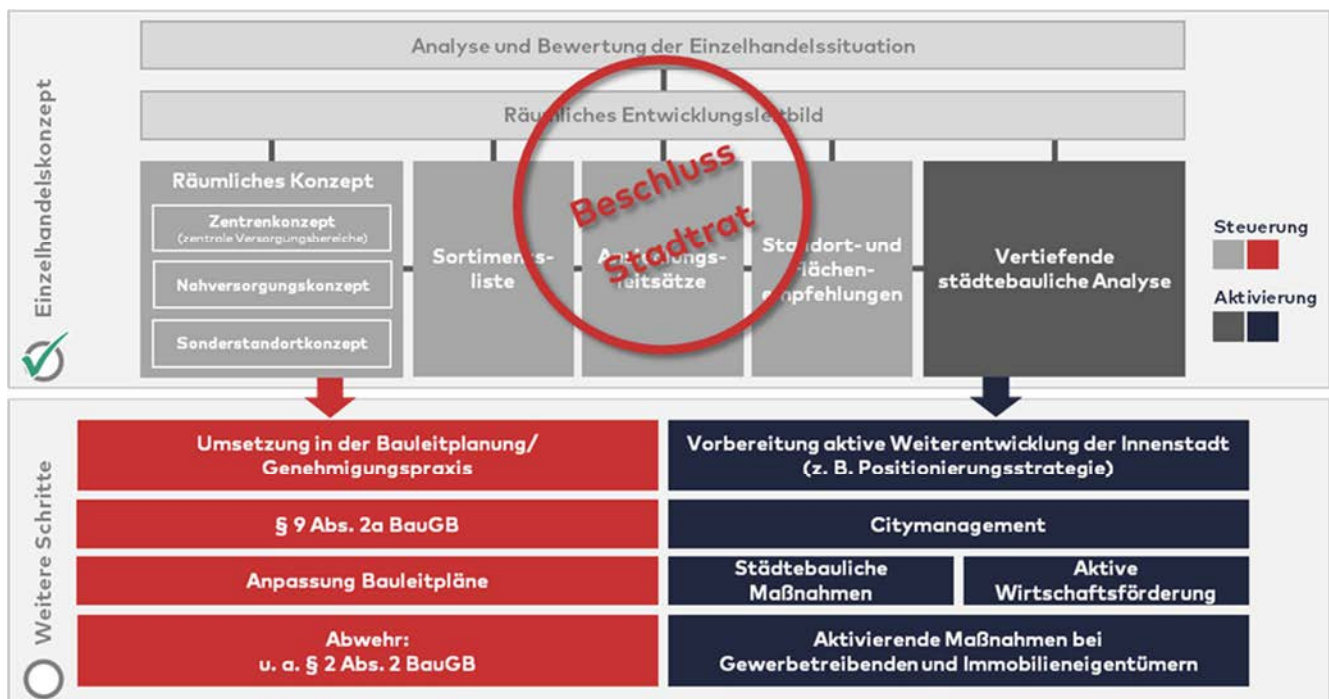 Analyse und Bewertung der Einzelhandelssituation
Räumliches Entwicklungsleitbild
Räumliches Konzept
Zentrenkonzept
(zentrale Versorgungsbereiche)
Nahversorgungskonzept
Sonderstandortkonzept
Sortiments-
liste
leitsätze
Standort- und
Flächen-
empfehlungen
Vertiefende
städtebauliche Analyse
Beschluss
Stadtrat
Steuerung
Aktivierung
Einzelhandelskonzept
Weitere Schritte
Umsetzung in der Bauleitplanung/
Genehmigungspraxis
§ 9 Abs. 2a BauGB
Anpassung Bauleitpläne
Abwehr:
u. a. § 2 Abs. 2 BauGB
Vorbereitung aktive Weiterentwicklung der Innenstadt
(z. B. Positionierungsstrategie)
Citymanagement
Städtebauliche
Maßnahmen
Aktive
Wirtschaftsförderung
Aktivierende Maßnahmen bei
Gewerbetreibenden und Immobilieneigentümern